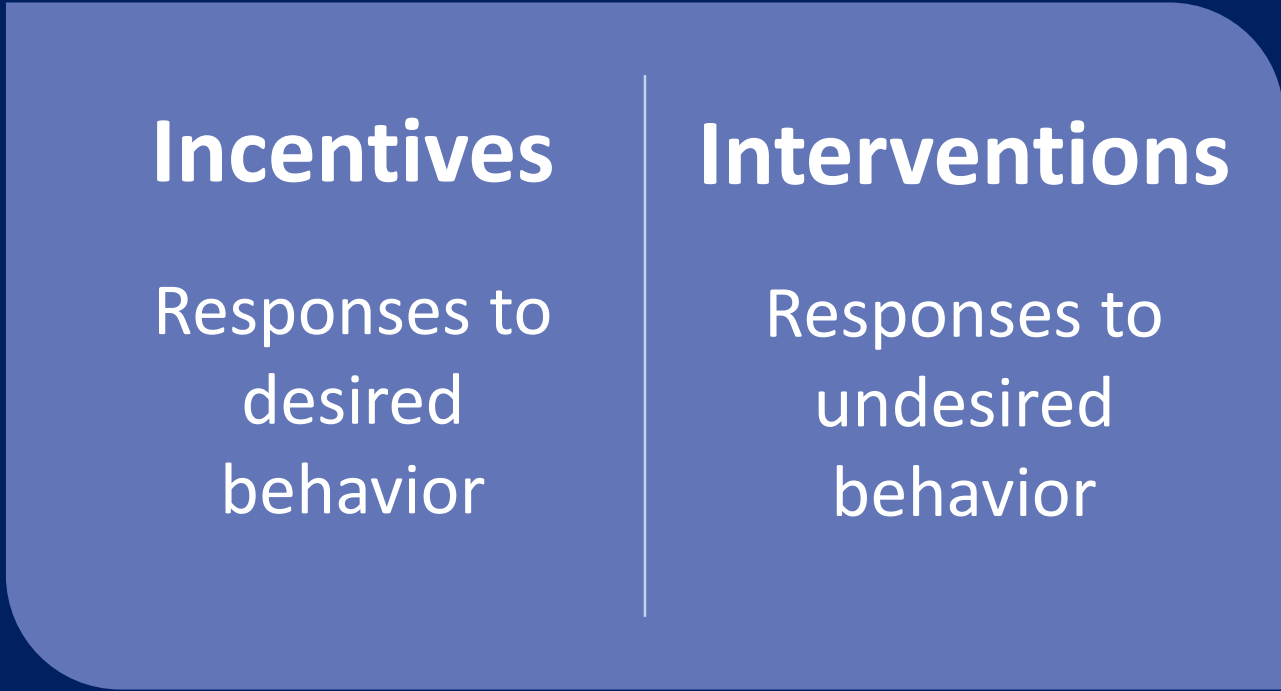 Incentives
Responses to
desired
behavior
Interventions
Responses to
undesired
behavior